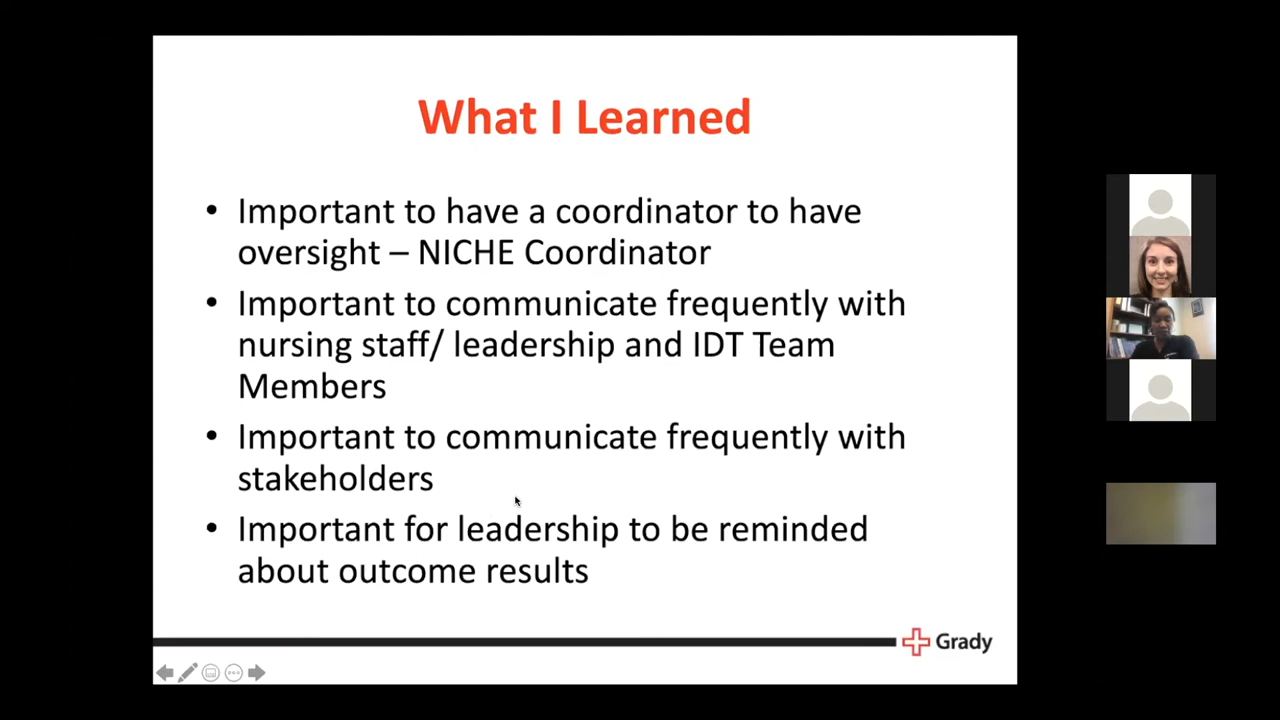 What I Learned
• Important to have a coordinator to have
oversight – NICHE Coordinator
• Important to communicate frequently with
nursing staff/ leadership and IDT Team
Members
• Important to communicate frequently with
stakeholders
• Important for leadership to be reminded
about outcome results
Grady